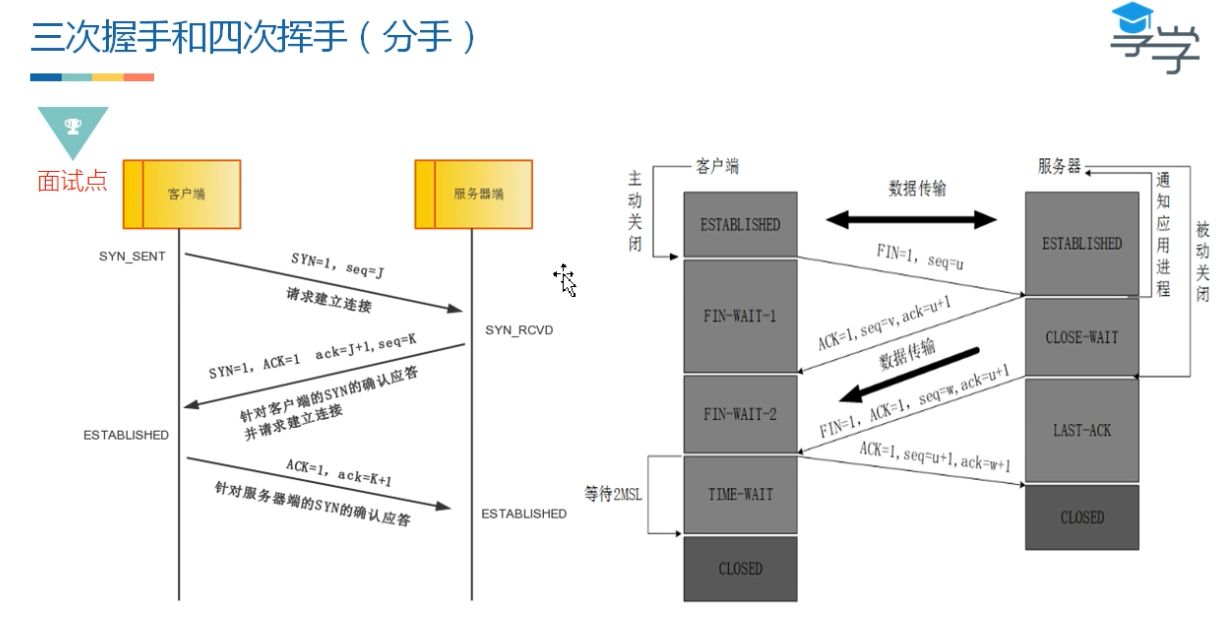 三次握手和四次挥手（分手）
享学
面试点
客户端
服务器端
SYN_SENT
SYN=1, seq=J
请求建立连接
SYN_RCVD
SYN=1, ACK=1 ack=J+1,seq=K
针对客户端的SYN的确认应答
并请求建立连接
ESTABLISHED
ACK=1, ack=K+1
针对服务器端的SYN的确认应答
ESTABLISHED
客户端
服务器
主动关闭
数据传输
通知应用进程
被动关闭
ESTABLISHED
ESTABLISHED
FIN=1, seq=u
FIN-WAIT-1
ACK=1,seq=v,ack=u+1
CLOSE-WAIT
数据传输
FIN-WAIT-2
FIN=1, ACK=1, seq=w,ack=u+1
LAST-ACK
ACK=1,seq=u+1,ack=w+1
等待2MSL
TIME-WAIT
CLOSED
CLOSED